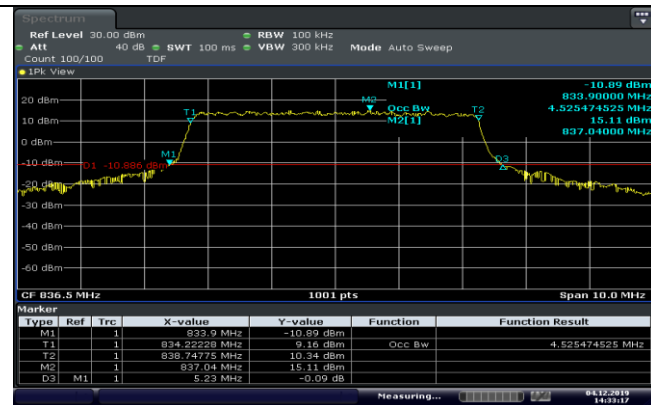 Spectrum
Ref Level 30.00 dBm RBW 100 kHz
Att 40 dB SWT 100 ms VBW 300 kHz Mode Auto Sweep
Count 100/100 TDF
1Pk View
M1[1] -10.89 dBm
833.90000 MHz
20 dBm M2 Occ Bw 4.525474525 MHz
T1 T2
10 dBm M2[1] 15.11 dBm
837.04000 MHz
0 dBm
M1 D3
-10 dBm D1 -10.886 dBm
-20 dBm
-30 dBm
-40 dBm
-50 dBm
-60 dBm
CF 836.5 MHz 1001 pts Span 10.0 MHz
Marker
Type Ref Trc X-value Y-value Function Function Result
M1 1 833.9 MHz -10.89 dBm
T1 1 834.22228 MHz 9.16 dBm Occ Bw 4.525474525 MHz
T2 1 838.74775 MHz 10.34 dBm
M2 1 837.04 MHz 15.11 dBm
D3 M1 1 5.23 MHz -0.09 dB
Measuring... 04.12.2019
14:33:17